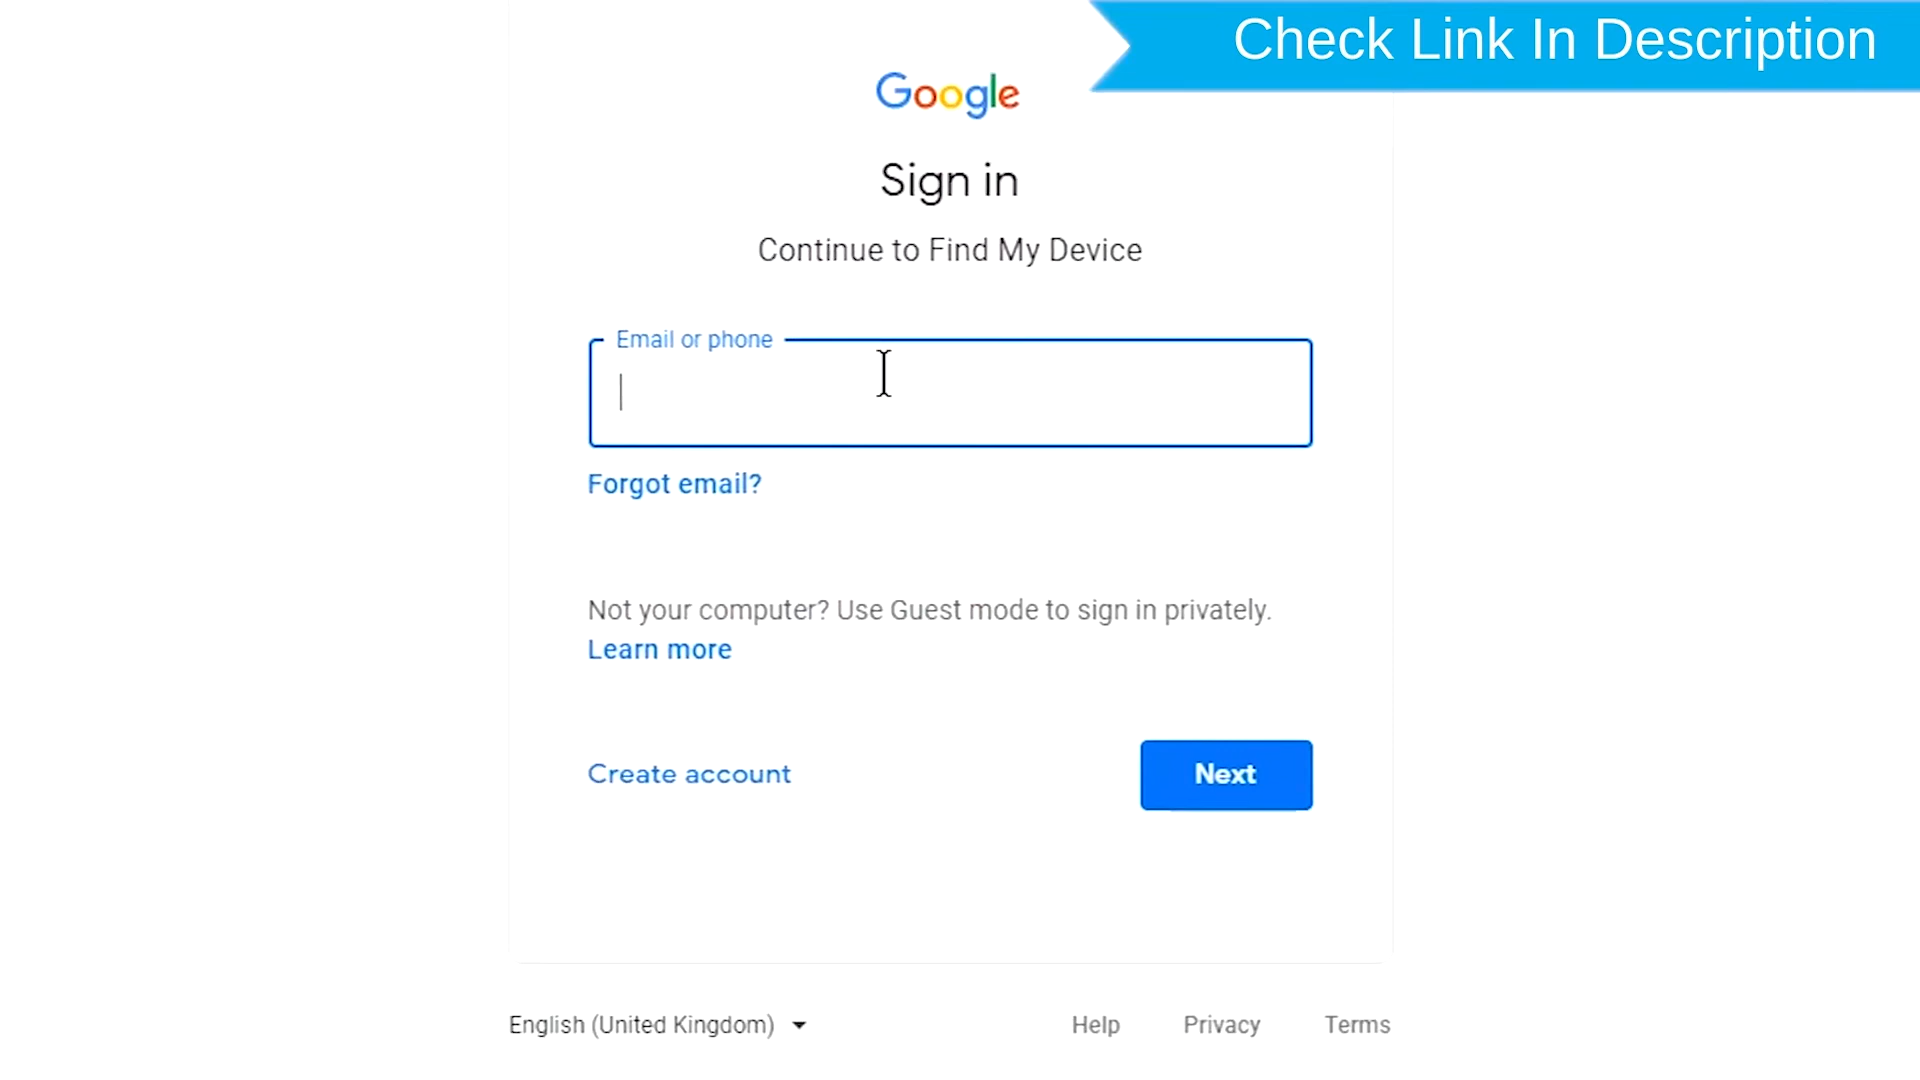 Check Link In Description
Google
Sign in
Continue to Find My Device
Email or phone
Forgot email?
Not your computer? Use Guest mode to sign in privately.
Learn more
Create account
Next
English (United Kingdom)
Help
Privacy
Terms